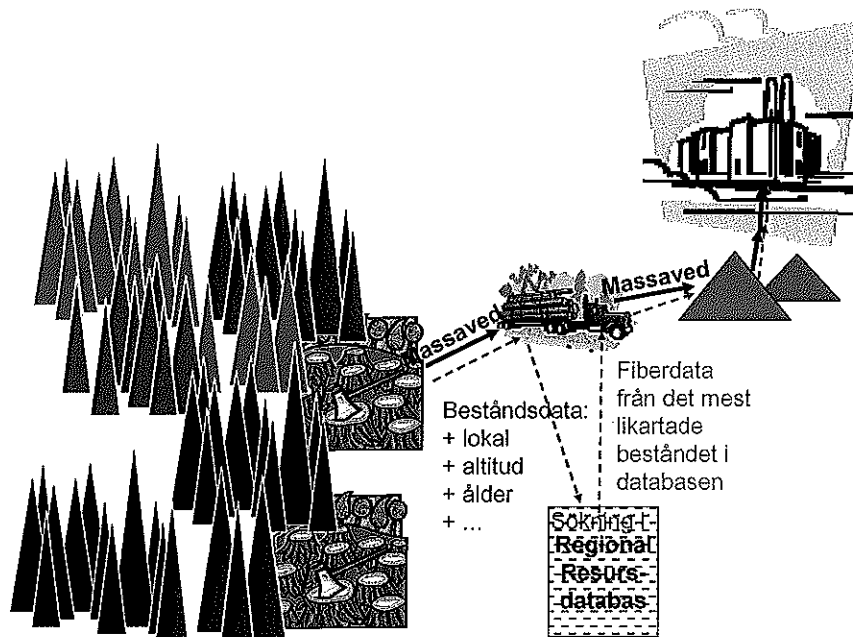 Massaved
Massaved
Beståndsdata:
+ lokal
+ altitud
+ ålder
+ ...
Fiberdata
från det mest
likartade
beståndet i
databasen
Sökning i
Regional
Resurs-
databas